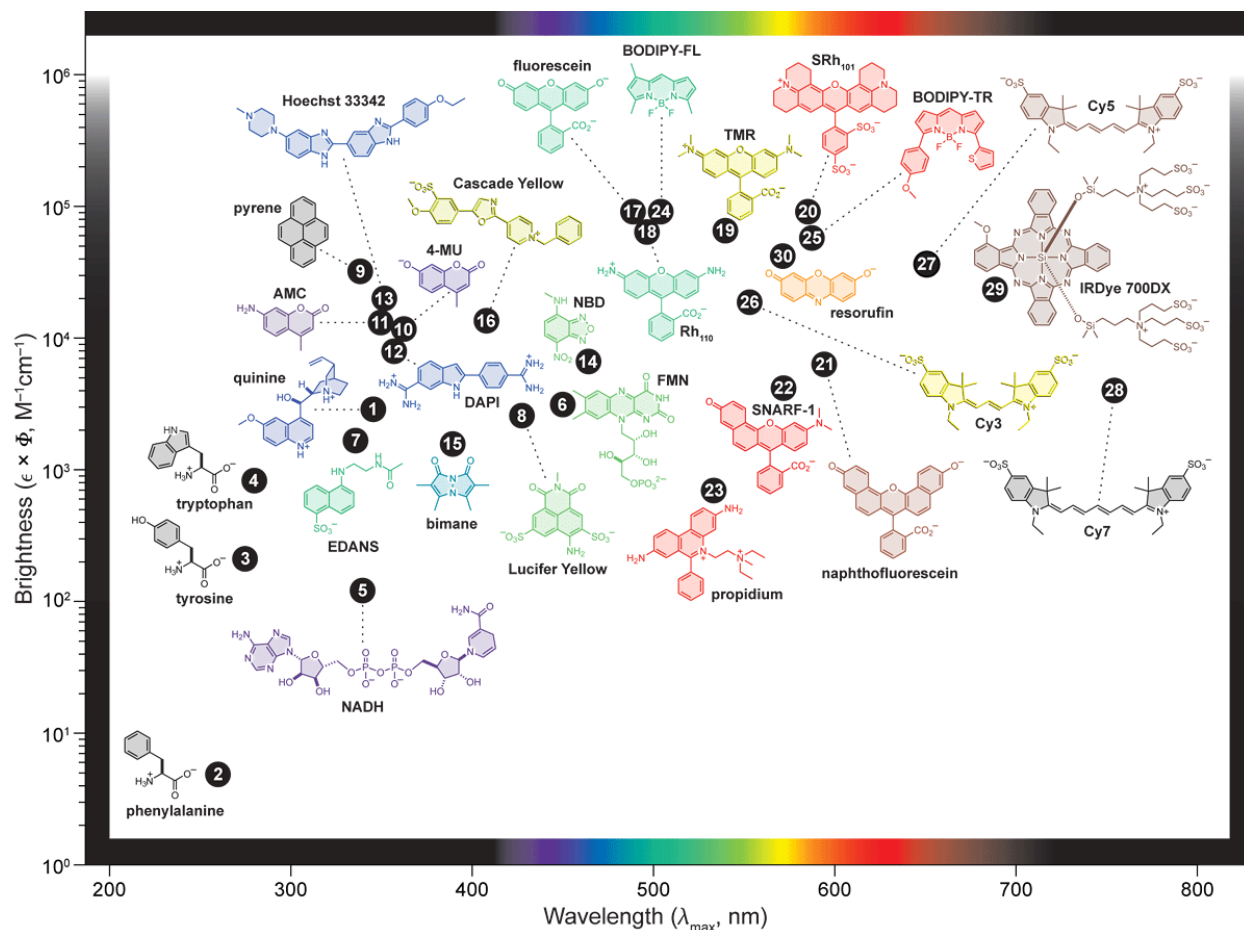 Brightness (ϵ × Φ, M⁻¹cm⁻¹)
10⁶
10⁵
10⁴
10³
10²
10¹
10⁰
200
300
400
500
600
700
800
Wavelength (λmax, nm)
Hoechst 33342
fluorescein
BODIPY-FL
SRh₁₀₁
BODIPY-TR
Cy5
TMR
Cascade Yellow
pyrene
4-MU
AMC
NBD
Rh₁₁₀
resorufin
IRDye 700DX
quinine
DAPI
FMN
SNARF-1
Cy3
tryptophan
EDANS
bimane
Lucifer Yellow
propidium
naphthofluorescein
Cy7
tyrosine
NADH
phenylalanine
17
24
18
19
20
25
30
27
29
9
13
11
10
12
16
14
26
21
22
28
1
7
8
6
15
4
3
23
5
2